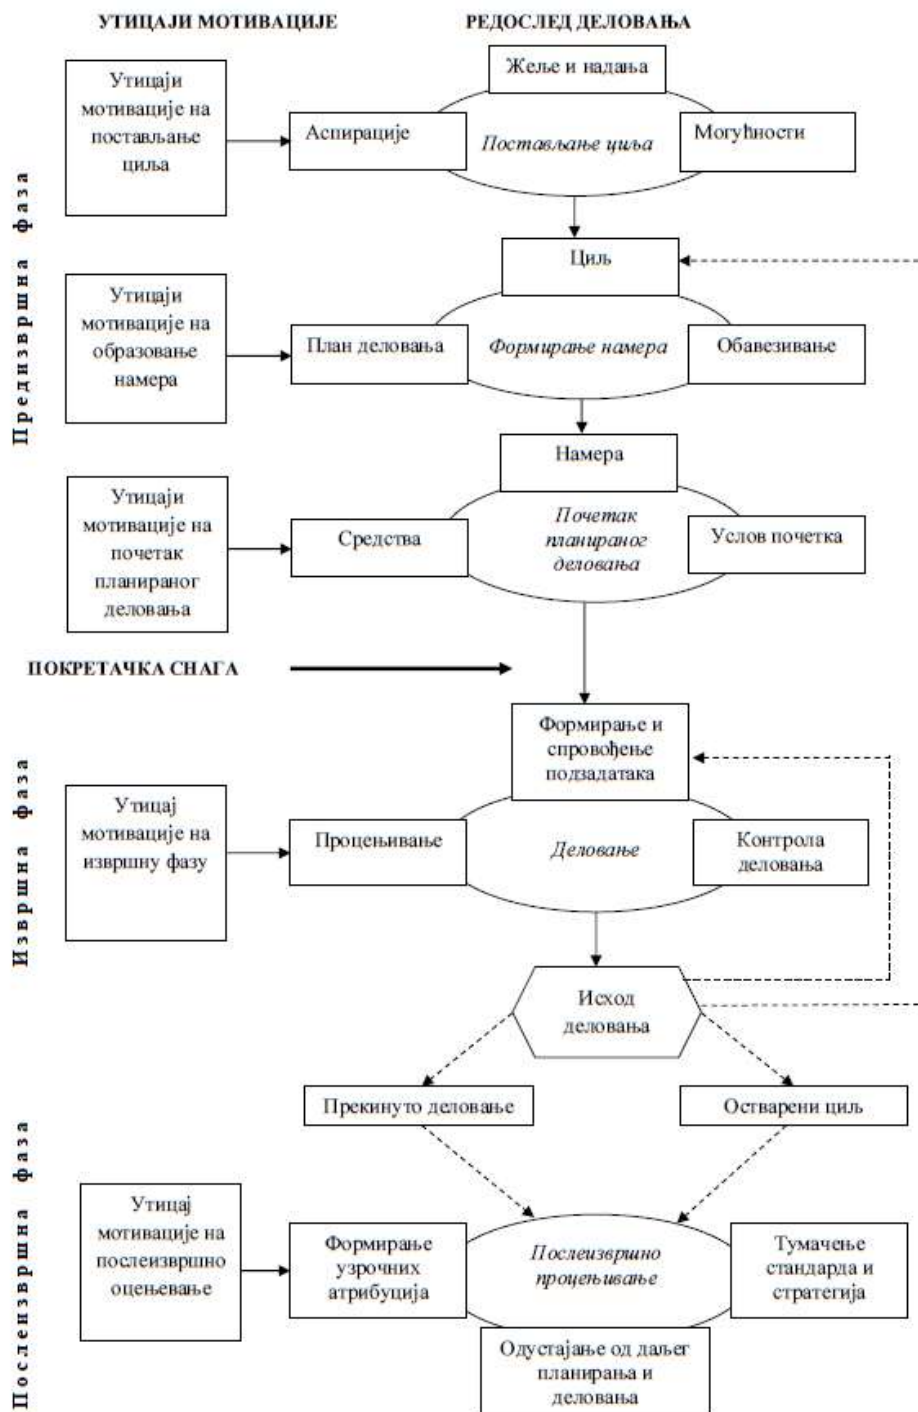 УТИЦАЈИ МОТИВАЦИЈЕ
РЕДОСЛЕД ДЕЛОВАЊА
Предизвршна фаза
Утицаји
мотивације на
постављање
циља
Жеље и надања
Аспирације
Постављање циља
Могућности
Утицаји
мотивације на
образовање
намера
Циљ
План деловања
Формирање намера
Обавезивање
Утицаји
мотивације на
почетак
планираног
деловања
Намера
Средства
Почетак
планираног
деловања
Услов почетка
ПОКРЕТАЧКА СНАГА
Извршна фаза
Утицај
мотивације на
извршну фазу
Формирање и
спровођење
подзадатака
Процењивање
Деловање
Контрола
деловања
Исход
деловања
Прекинуто деловање
Остварени циљ
Послеизвршна фаза
Утицај
мотивације на
послеизвршно
оцењевање
Формирање
узрочних
атрибуција
Послеизвршно
процењивање
Тумачење
стандарда и
стратегија
Одустајање од даљег
планирања и
деловања